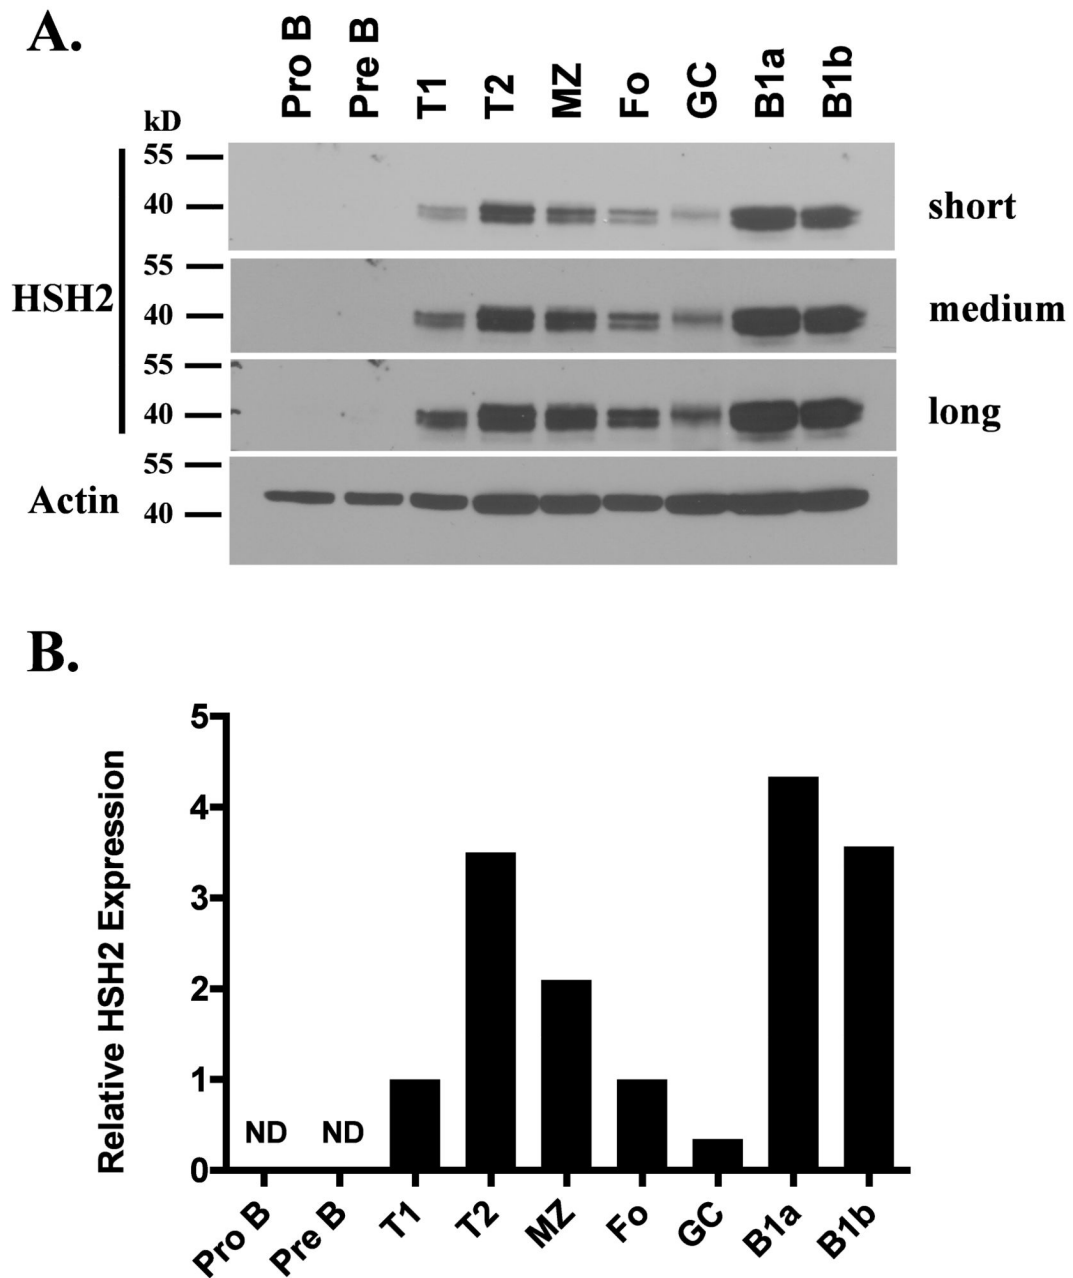 A.
Pro B Pre B T1 T2 MZ Fo GC B1a B1b
kD
55
40 short
55
HSH2 40 medium
55
40 long
55
Actin 40
B.
Relative HSH2 Expression
5
4
3
2
1
0
ND ND
Pro B Pre B T1 T2 MZ Fo GC B1a B1b